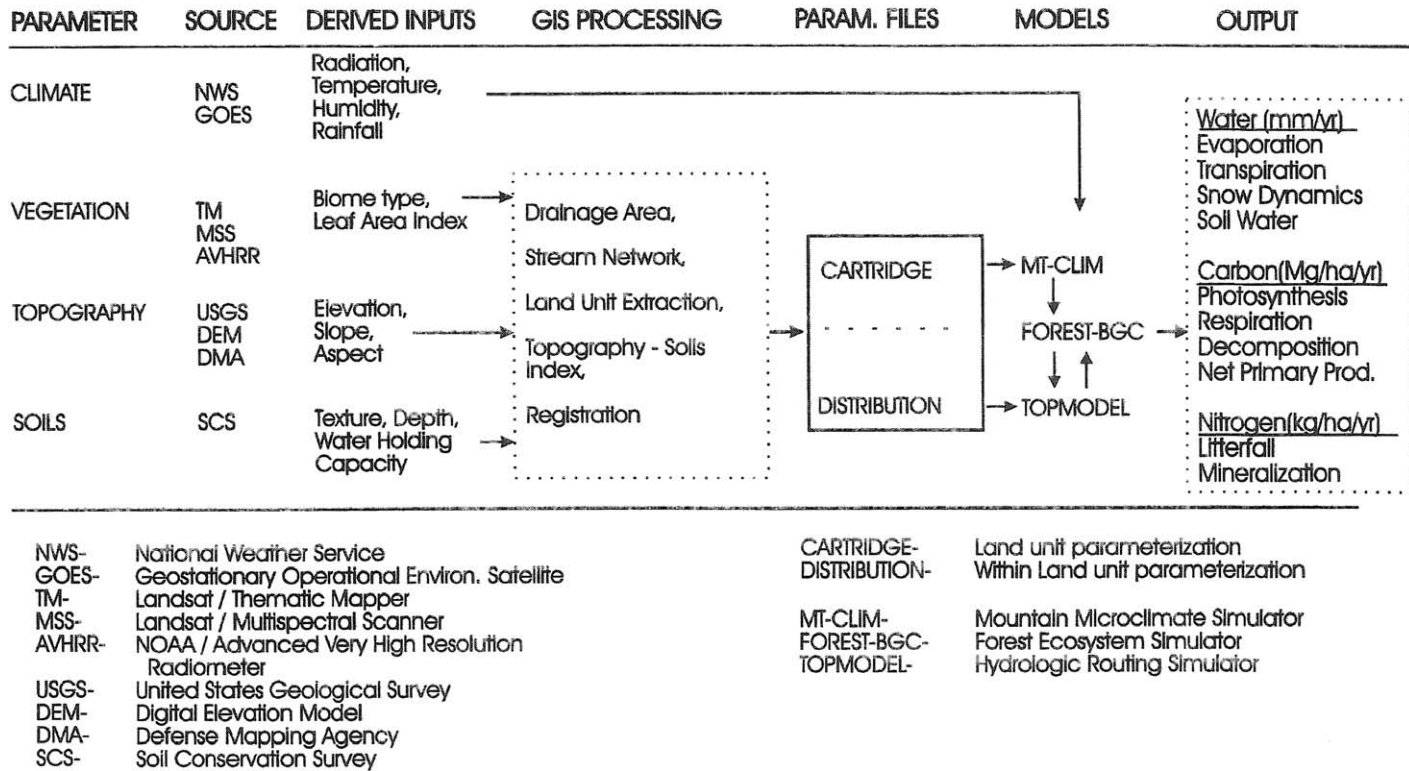 PARAMETER SOURCE DERIVED INPUTS GIS PROCESSING PARAM. FILES MODELS OUTPUT
CLIMATE
NWS
GOES
Radiation,
Temperature,
Humidity,
Rainfall
VEGETATION
TM
MSS
AVHRR
Biome type,
Leaf Area Index
TOPOGRAPHY
USGS
DEM
DMA
Elevation,
Slope,
Aspect
SOILS
SCS
Texture, Depth,
Water Holding
Capacity
Drainage Area,
Stream Network,
Land Unit Extraction,
Topography - Soils
Index,
Registration
CARTRIDGE
DISTRIBUTION
MT-CLIM
FOREST-BGC
TOPMODEL
Water (mm/yr)
Evaporation
Transpiration
Snow Dynamics
Soil Water
Carbon(Mg/ha/yr)
Photosynthesis
Respiration
Decomposition
Net Primary Prod.
Nitrogen(kg/ha/yr)
Litterfall
Mineralization
NWS- National Weather Service
GOES- Geostationary Operational Environ. Satellite
TM- Landsat / Thematic Mapper
MSS- Landsat / Multispectral Scanner
AVHRR- NOAA / Advanced Very High Resolution
Radiometer
USGS- United States Geological Survey
DEM- Digital Elevation Model
DMA- Defense Mapping Agency
SCS- Soil Conservation Survey
CARTRIDGE- Land unit parameterization
DISTRIBUTION- Within Land unit parameterization
MT-CLIM- Mountain Microclimate Simulator
FOREST-BGC- Forest Ecosystem Simulator
TOPMODEL- Hydrologic Routing Simulator